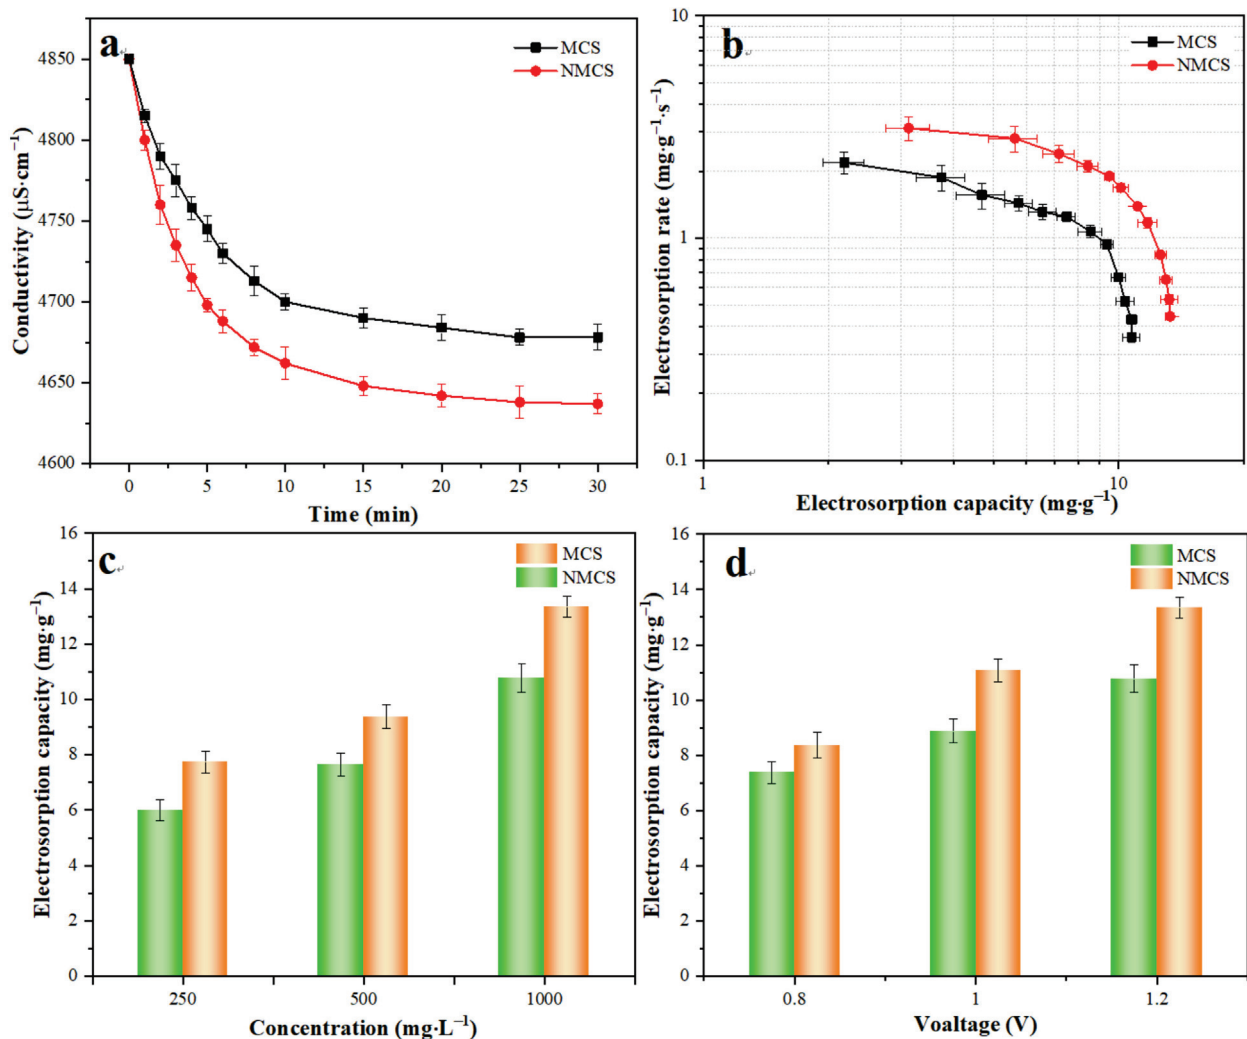 a
MCS
NMCS
4850
4800
4750
4700
4650
4600
Conductivity (μS·cm⁻¹)
0 5 10 15 20 25 30
Time (min)
b
MCS
NMCS
10
1
0.1
Electrosorption rate (mg·g⁻¹·s⁻¹)
1 10
Electrosorption capacity (mg·g⁻¹)
c
MCS
NMCS
16
14
12
10
8
6
4
2
0
Electrosorption capacity (mg·g⁻¹)
250 500 1000
Concentration (mg·L⁻¹)
d
MCS
NMCS
16
14
12
10
8
6
4
2
0
Electrosorption capacity (mg·g⁻¹)
0.8 1 1.2
Voaltage (V)